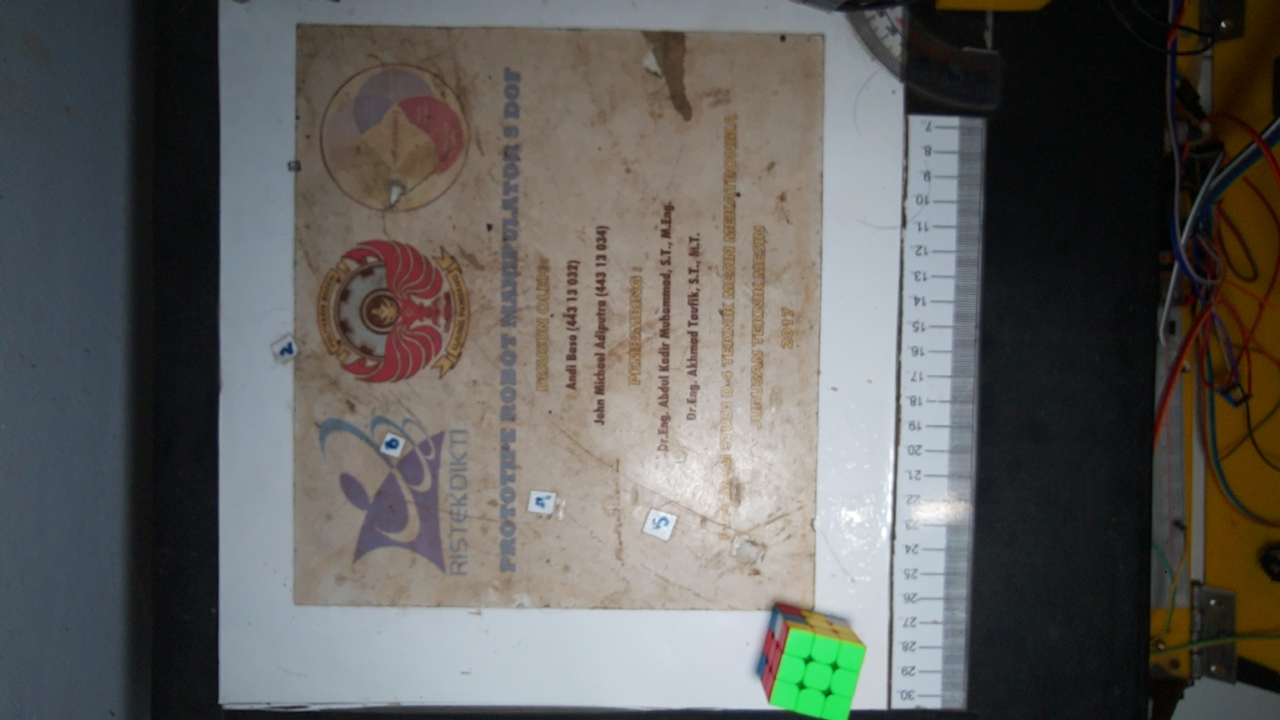 RISTEKDIKTI
PROTOTIPE ROBOT MANIPULATOR 5 DOF
DISUSUN OLEH :
Andi Baso (443 13 032)
John Michael Adiputra (443 13 034)
PEMBIMBING :
Dr.Eng. Abdul Kadir Muhammad, S.T., M.Eng.
Dr.Eng. Akhmad Taufik, S.T., M.T.
STUDI D-4 TEKNIK MESIN MEKATRONIKA
JURUSAN TEKNIK MESIN
2017
2
6
5
7
8
9
10
11
12
13
14
15
16
17
18
19
20
21
22
23
24
25
26
27
28
29
30